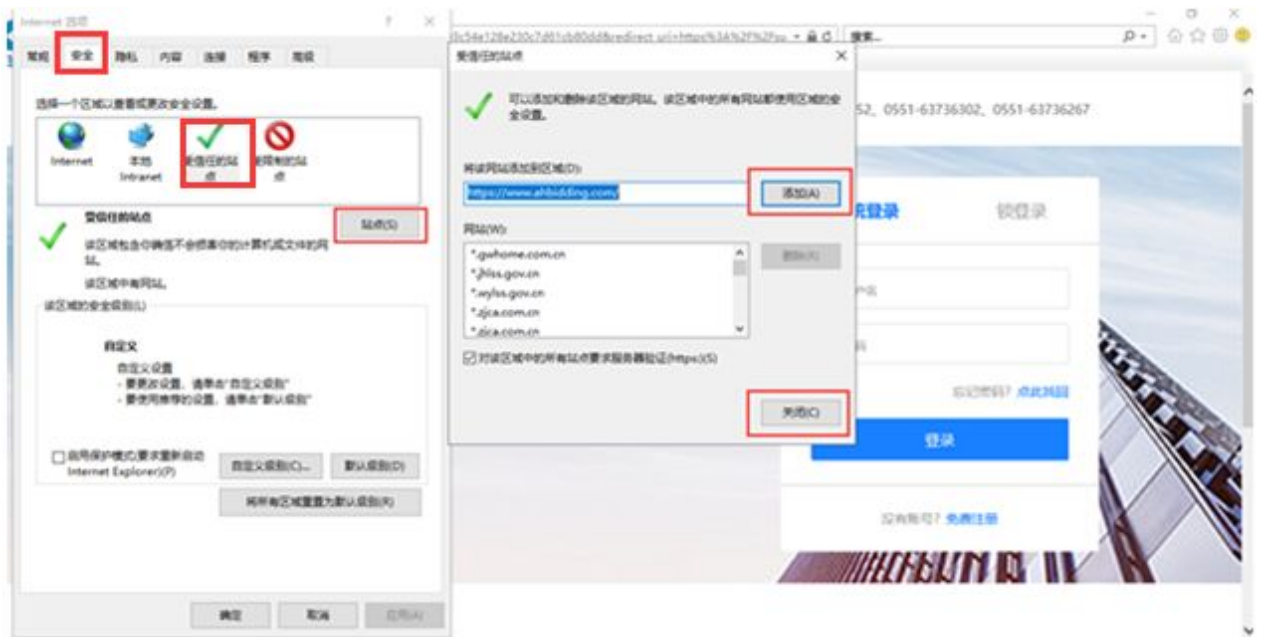 Internet 选项
常规 安全 隐私 内容 连接 程序 高级
选择一个区域以查看或更改安全设置。
Internet
本地
Intranet
受信任的站
点
受限制的站
点
受信任的站点
站点(S)
该区域包含你确信不会损害你的计算机或文件的网
站。
该区域中有网站。
该区域的安全级别(L)
自定义
自定义设置
- 要更改设置，请单击"自定义级别"
- 要使用推荐的设置，请单击"默认级别"
启用保护模式(要求重新启动
Internet Explorer)(P)
自定义级别(C)...
默认级别(D)
将所有区域重置为默认级别(R)
确定 取消 应用(A)
搜索...
受信任的站点
可以添加和删除该区域的网站。该区域中的所有网站都使用区域的安
全设置。
将该网站添加到区域(D):
https://www.ahbidding.com/
添加(A)
网站(W):
*.gwhome.com.cn
*.jhlss.gov.cn
*.wylss.gov.cn
*.zjca.com.cn
*.zjca.com.cn
删除(R)
对该区域中的所有站点要求服务器验证(https:)(S)
关闭(C)
52、0551-63736302、0551-63736267
统登录 锁登录
户名
码
忘记密码? 点此找回
登录
没有账号? 免费注册